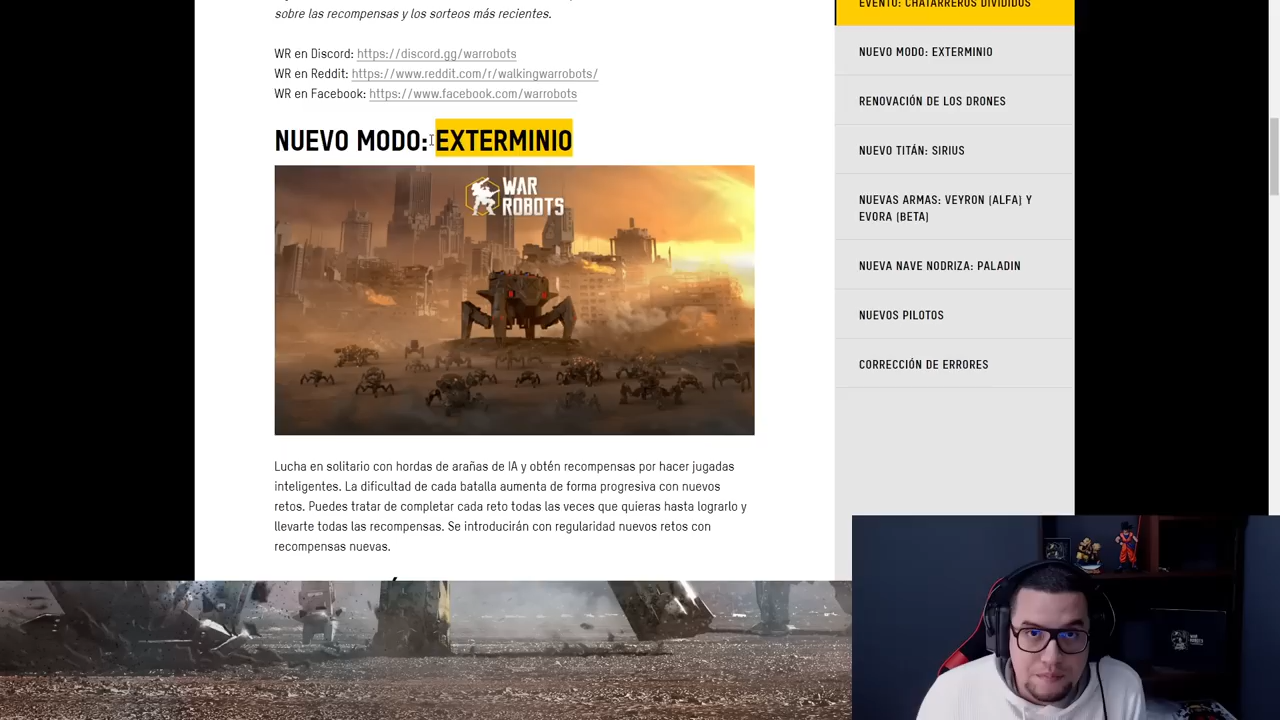 sobre las recompensas y los sorteos más recientes.
WR en Discord: https://discord.gg/warrobots
WR en Reddit: https://www.reddit.com/r/walkingwarrobots/
WR en Facebook: https://www.facebook.com/warrobots
NUEVO MODO: EXTERMINIO
WAR
ROBOTS
Lucha en solitario con hordas de arañas de IA y obtén recompensas por hacer jugadas
inteligentes. La dificultad de cada batalla aumenta de forma progresiva con nuevos
retos. Puedes tratar de completar cada reto todas las veces que quieras hasta lograrlo y
llevarte todas las recompensas. Se introducirán con regularidad nuevos retos con
recompensas nuevas.
EVENTO: CHATARREROS DIVIDIDOS
NUEVO MODO: EXTERMINIO
RENOVACIÓN DE LOS DRONES
NUEVO TITÁN: SIRIUS
NUEVAS ARMAS: VEYRON (ALFA) Y
EVORA (BETA)
NUEVA NAVE NODRIZA: PALADIN
NUEVOS PILOTOS
CORRECCIÓN DE ERRORES
WAR
ROBOTS